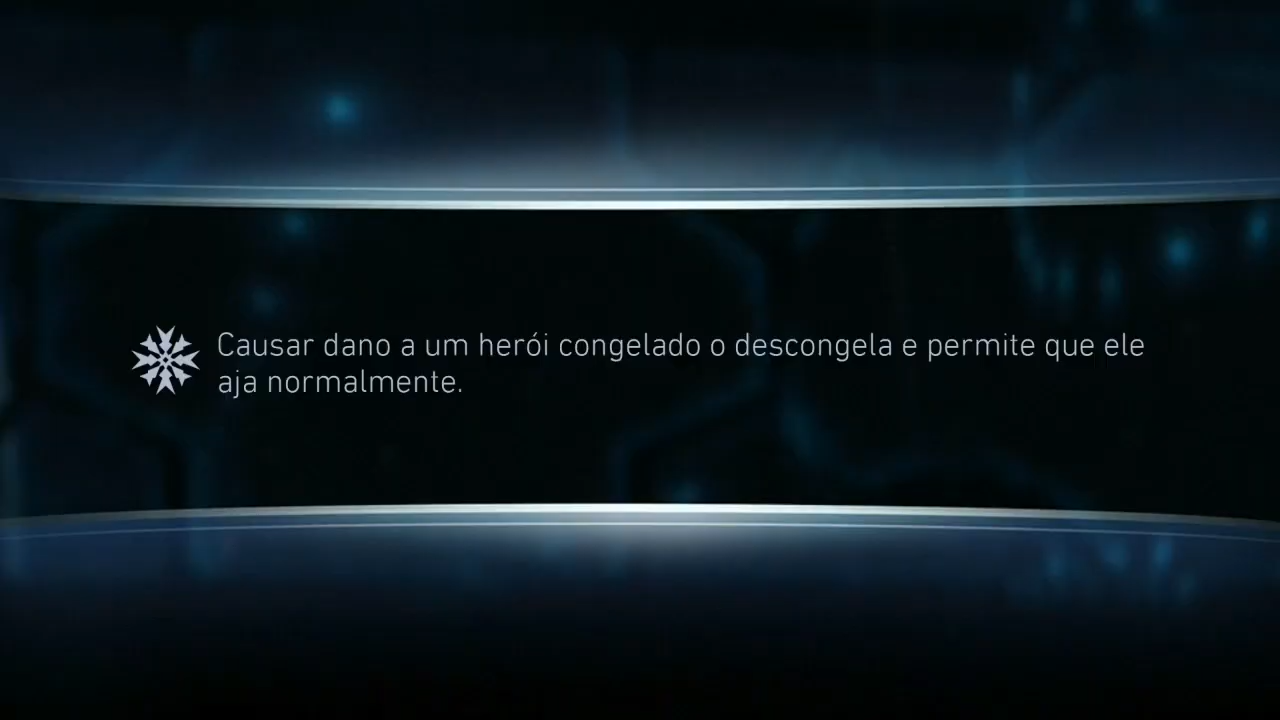 Causar dano a um herói congelado o descongela e permite que ele
aja normalmente.